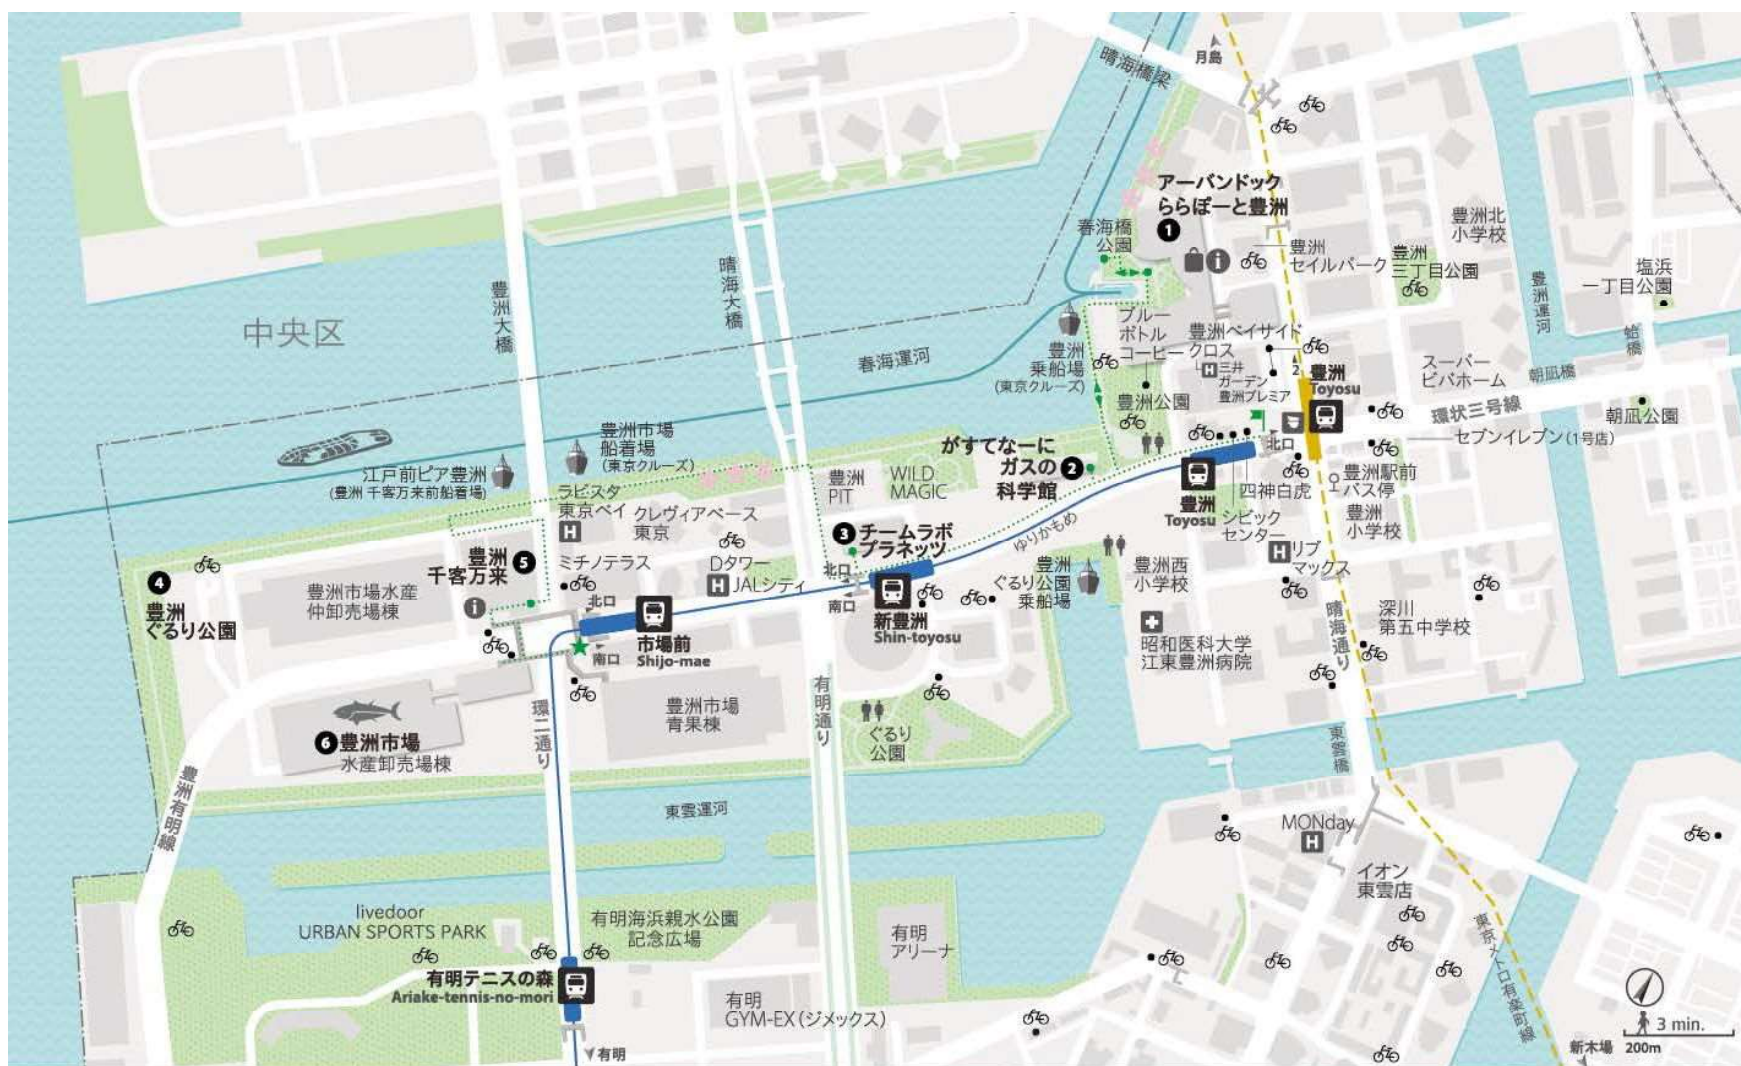 月島
晴海橋梁
アーバンドック
ららぽーと豊洲
1
春海橋
公園
豊洲
セイルパーク
豊洲北
小学校
豊洲
三丁目公園
塩浜
一丁目公園
豊洲運河
蛤橋
豊洲大橋
晴海大橋
中央区
春海運河
豊洲
乗船場
(東京クルーズ)
ブルー
ボトル
コーヒー
豊洲ベイサイド
クロス
H
三井
ガーデン
豊洲プレミア
2
豊洲
Toyosu
スーパー
ビバホーム
朝凪橋
環状三号線
朝凪公園
セブンイレブン(1号店)
豊洲公園
北口
豊洲市場
船着場
(東京クルーズ)
江戸前ピア豊洲
(豊洲 千客万来前船着場)
がすてなーに
ガスの
科学館
2
豊洲
PIT
WILD
MAGIC
豊洲
Toyosu
四神白虎
シビック
センター
豊洲駅前
バス停
豊洲
小学校
ラビスタ
東京ベイ
H
クレヴィアベース
東京
ゆりかもめ
3
チームラボ
プラネッツ
豊洲
千客万来
5
ミチノテラス
Dタワー
H
JALシティ
北口
南口
新豊洲
Shin-toyosu
豊洲
ぐるり公園
乗船場
豊洲西
小学校
H
リブ
マックス
4
豊洲
ぐるり公園
豊洲市場水産
仲卸売場棟
北口
市場前
Shijo-mae
南口
昭和医科大学
江東豊洲病院
晴海通り
深川
第五中学校
豊洲市場
青果棟
環二通り
有明通り
ぐるり
公園
6
豊洲市場
水産卸売場棟
豊洲有明線
東雲運河
東雲橋
MONday
H
イオン
東雲店
livedoor
URBAN SPORTS PARK
有明海浜親水公園
記念広場
有明
アリーナ
有明テニスの森
Ariake-tennis-no-mori
有明
GYM-EX(ジメックス)
有明
東京メトロ有楽町線
新木場
3 min.
200m